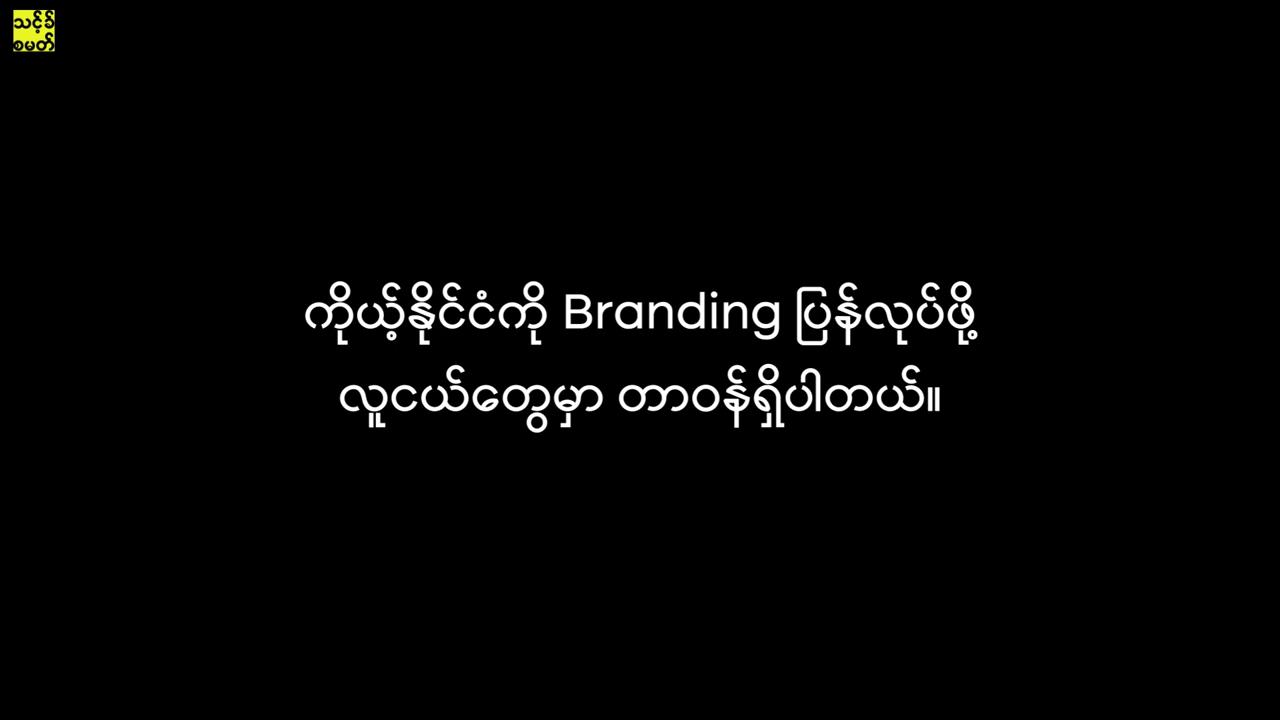 သင့်ခ်
စမတ်
ကိုယ့်နိုင်ငံကို Branding ပြန်လုပ်ဖို့
လူငယ်တွေမှာ တာဝန်ရှိပါတယ်။